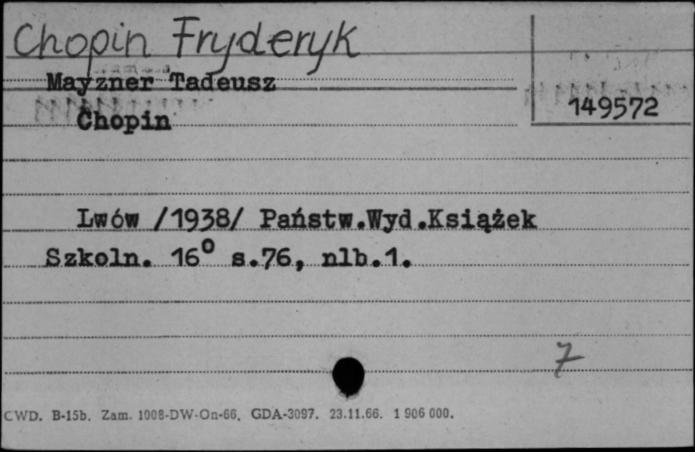 Chopin Fryderyk
Mayzner Tadeusz
149572
Chopin
Lwów /1938/ Państw.Wyd.Książek
Szkoln. 16° s.76, nlb.1.
7
CWD. B-15b. Zam. 1008-DW-On-66. GDA-3097. 23.11.66. 1 906 000.